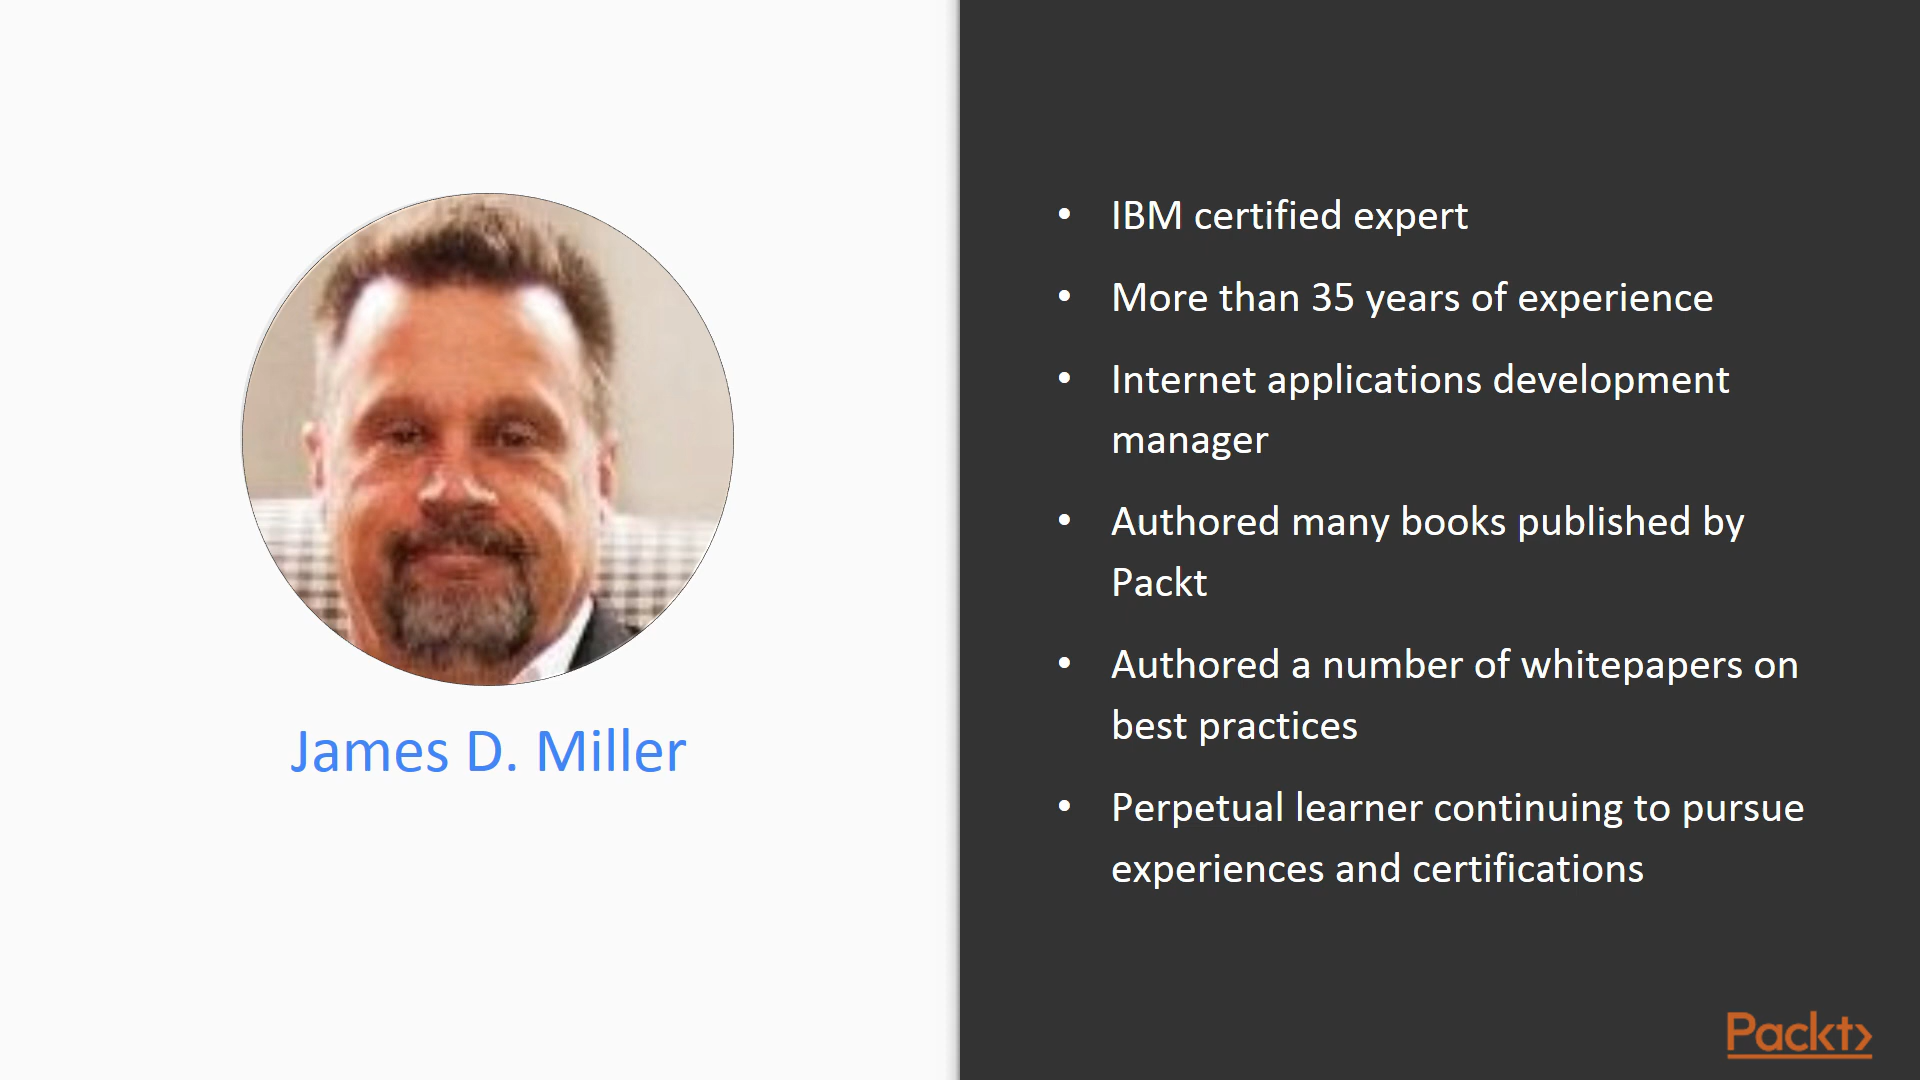 James D. Miller
• IBM certified expert
• More than 35 years of experience
• Internet applications development
manager
• Authored many books published by
Packt
• Authored a number of whitepapers on
best practices
• Perpetual learner continuing to pursue
experiences and certifications
Packt>